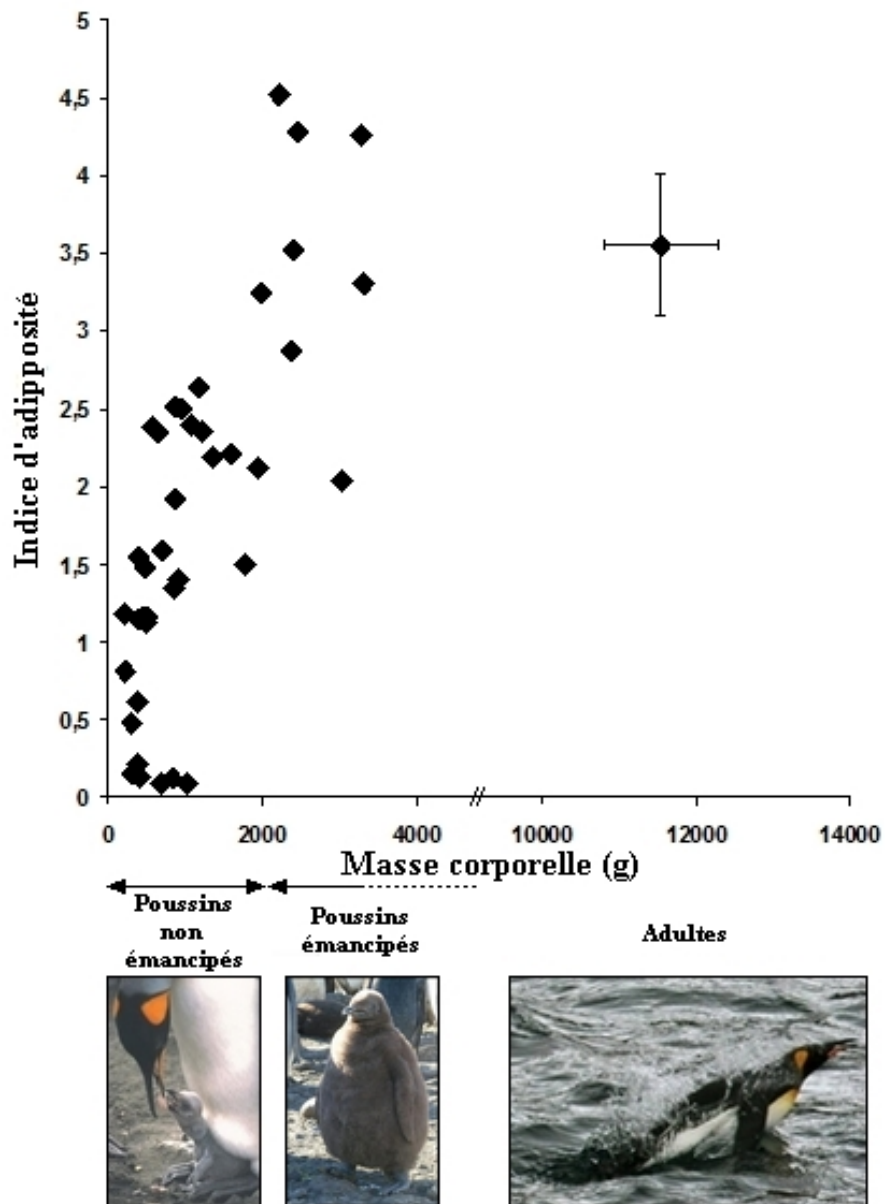 5
4,5
4
3,5
3
2,5
2
1,5
1
0,5
0
Indice d'adipposité
0 2000 4000 10000 12000 14000
Masse corporelle (g)
Poussins
non
émancipés
Poussins
émancipés
Adultes